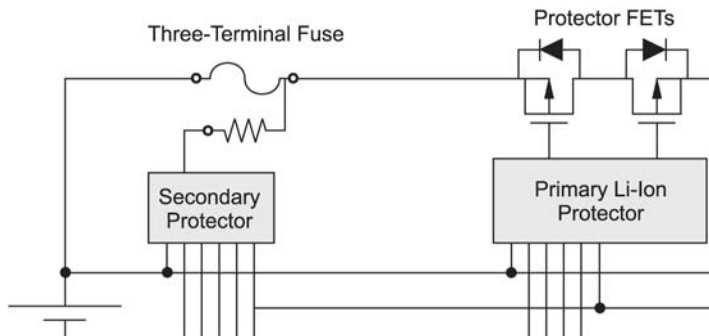 Protector FETs
Three-Terminal Fuse
Secondary
Protector
Primary Li-Ion
Protector